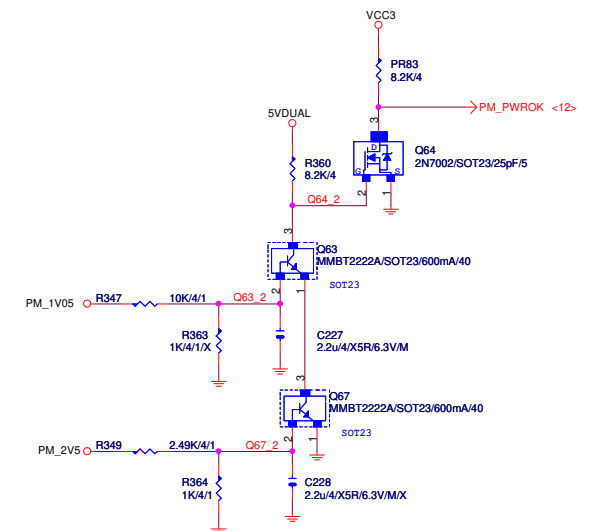 VCC3
PR83
8.2K/4
PM_PWROK <12>
3
5VDUAL
D
Q64
2N7002/SOT23/25pF/5
R360
8.2K/4
G
S
2
1
Q64_2
3
Q63
MMBT2222A/SOT23/600mA/40
SOT23
2
1
PM_1V05
R347
10K/4/1
Q63_2
R363
1K/4/1/X
C227
2.2u/4/X5R/6.3V/M
3
Q67
MMBT2222A/SOT23/600mA/40
SOT23
2
1
PM_2V5
R349
2.49K/4/1
Q67_2
R364
1K/4/1
C228
2.2u/4/X5R/6.3V/M/X